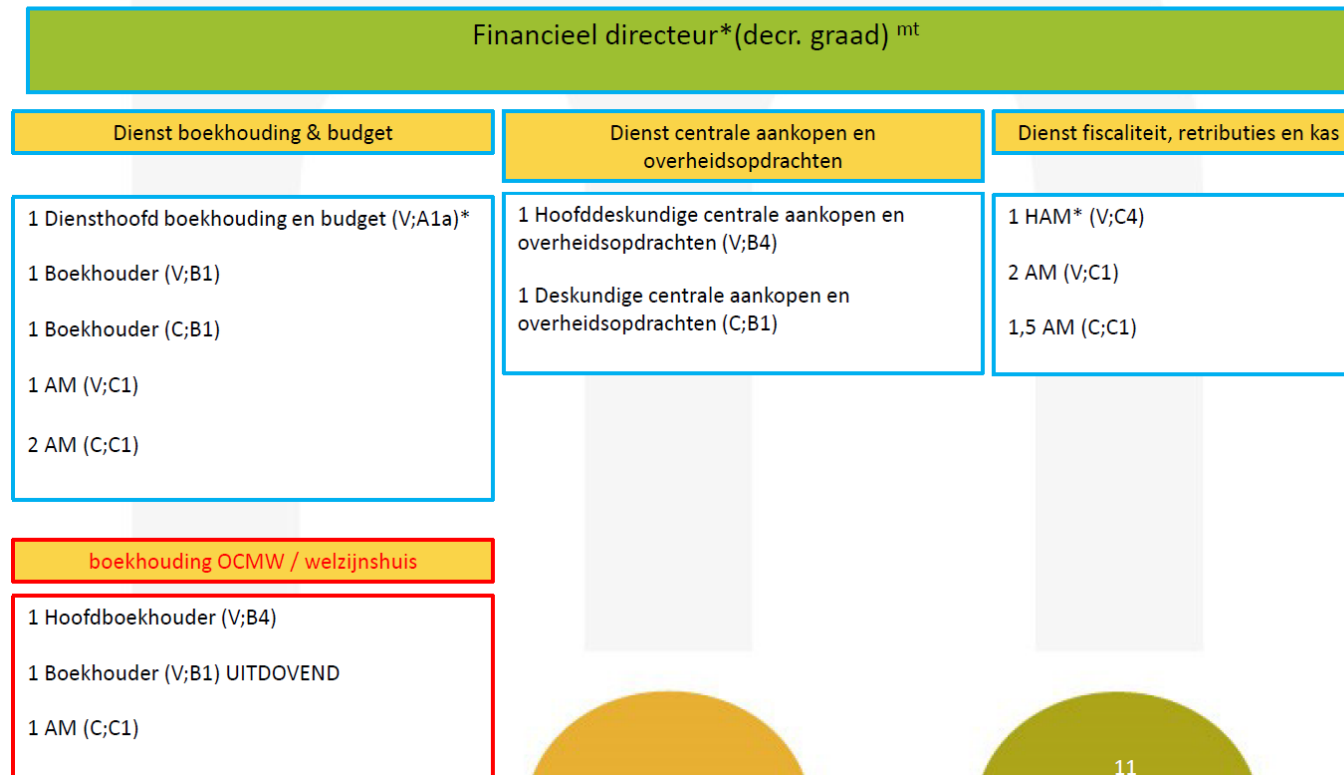 Financieel directeur*(decr. graad) mt
Dienst boekhouding & budget
1 Diensthoofd boekhouding en budget (V;A1a)*
1 Boekhouder (V;B1)
1 Boekhouder (C;B1)
1 AM (V;C1)
2 AM (C;C1)
boekhouding OCMW / welzijnshuis
1 Hoofdboekhouder (V;B4)
1 Boekhouder (V;B1) UITDOVEND
1 AM (C;C1)
Dienst centrale aankopen en
overheidsopdrachten
1 Hoofddeskundige centrale aankopen en
overheidsopdrachten (V;B4)
1 Deskundige centrale aankopen en
overheidsopdrachten (C;B1)
Dienst fiscaliteit, retributies en kas
1 HAM* (V;C4)
2 AM (V;C1)
1,5 AM (C;C1)
11